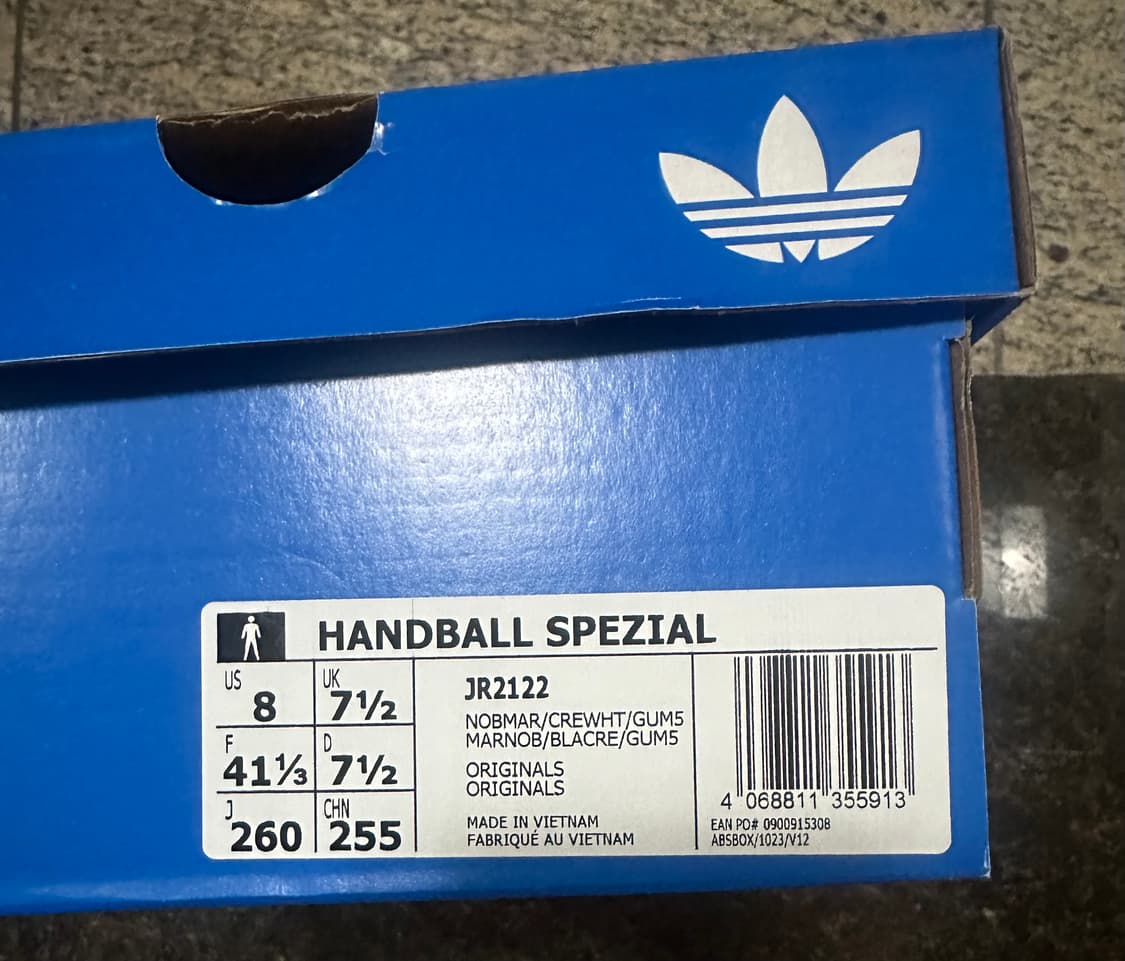 HANDBALL SPEZIAL
US
8
UK
7½
F
41⅓
D
7½
J
260
CHN
255
JR2122
NOBMAR/CREWHT/GUM5
MARNOB/BLACRE/GUM5
ORIGINALS
ORIGINALS
MADE IN VIETNAM
FABRIQUÉ AU VIETNAM
4 068811 355913
EAN PO# 0900915308
ABSBOX/1023/V12